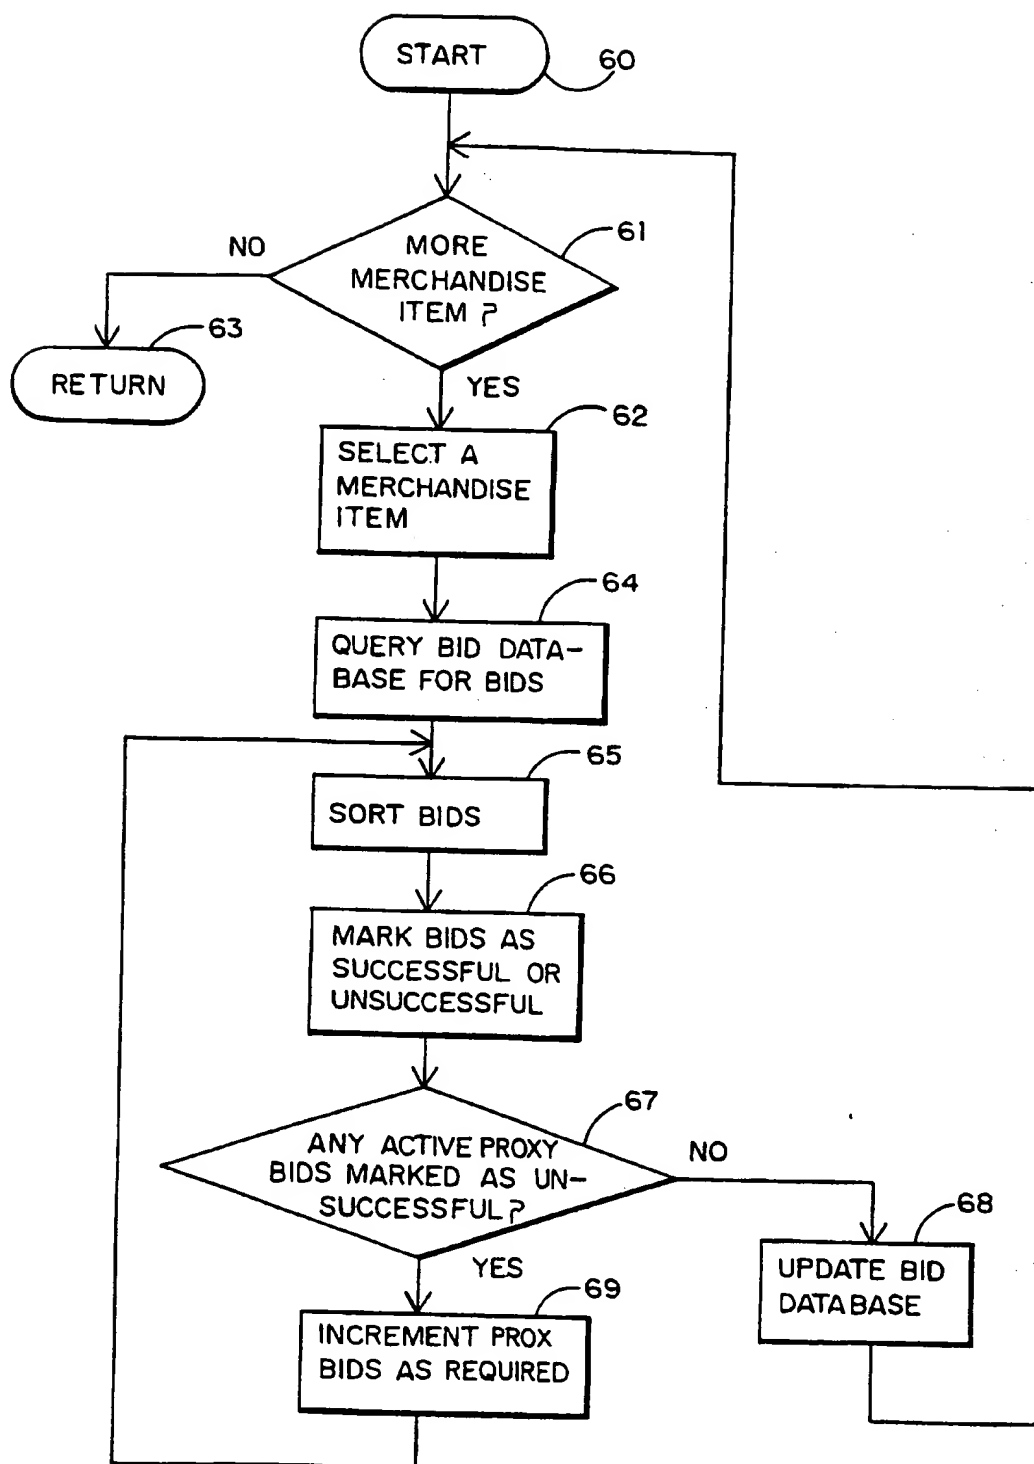 START
60
MORE
MERCHANDISE
ITEM ?
61
NO
63
RETURN
YES
62
SELECT A
MERCHANDISE
ITEM
64
QUERY BID DATA-
BASE FOR BIDS
65
SORT BIDS
66
MARK BIDS AS
SUCCESSFUL OR
UNSUCCESSFUL
67
ANY ACTIVE PROXY
BIDS MARKED AS UN-
SUCCESSFUL?
NO
68
YES
UPDATE BID
DATABASE
69
INCREMENT PROX
BIDS AS REQUIRED